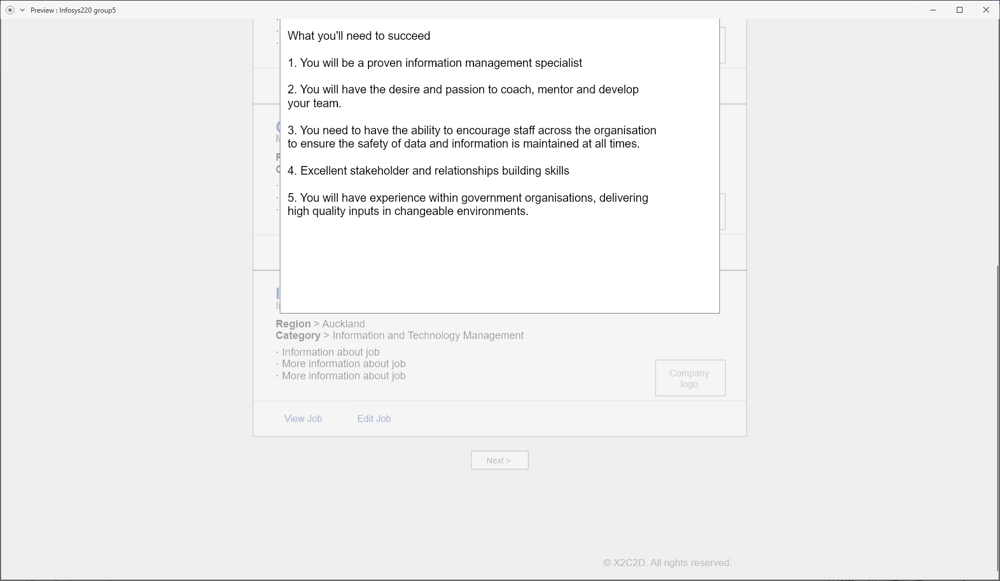 Preview : Infosys220 group5
What you'll need to succeed
1. You will be a proven information management specialist
2. You will have the desire and passion to coach, mentor and develop
your team.
3. You need to have the ability to encourage staff across the organisation
to ensure the safety of data and information is maintained at all times.
4. Excellent stakeholder and relationships building skills
5. You will have experience within government organisations, delivering
high quality inputs in changeable environments.
Region > Auckland
Category > Information and Technology Management
· Information about job
· More information about job
· More information about job
Company
logo
View Job Edit Job
Next >
© X2C2D. All rights reserved.